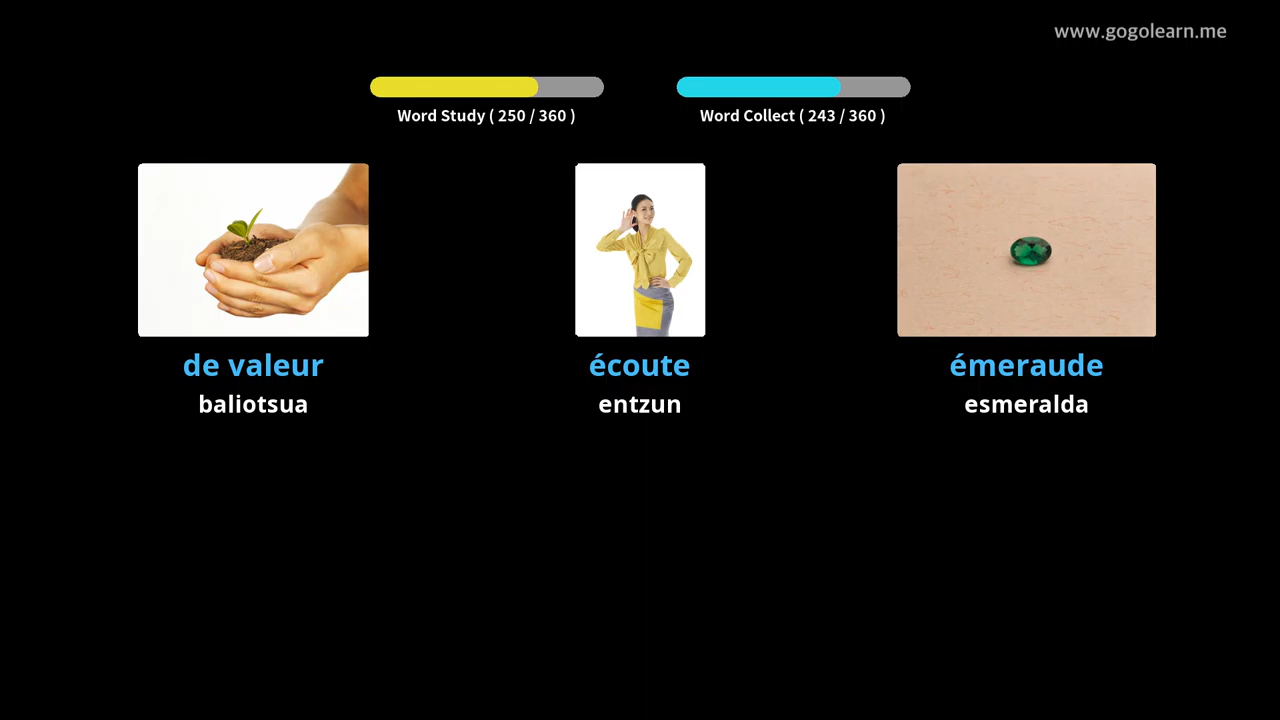 www.gogolearn.me
Word Study ( 250 / 360 )
Word Collect ( 243 / 360 )
de valeur
baliotsua
écoute
entzun
émeraude
esmeralda